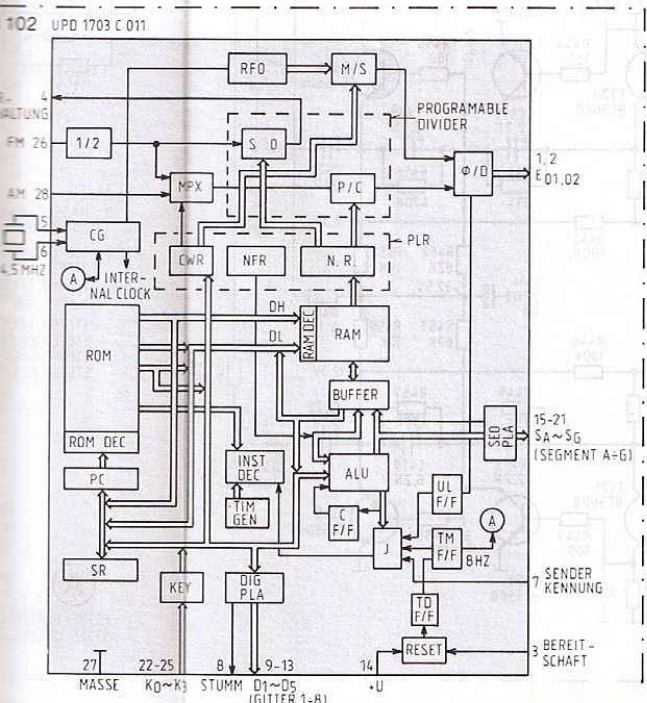 102 UPD 1703 C 011
RFO
M/S
4
PROGRAMABLE
DIVIDER
FM 26
1/2
S O
Φ/D
1,2
E01,02
MPX
P/C
AM 28
5
CG
PLR
6
4,5 MHZ
CWR
NFR
N.R.
A
INTER-
NAL CLOCK
DH
RAM DEC
RAM
DL
ROM
BUFFER
15-21
SA~SG
(SEGMENT A÷G)
PLA
ROM DEC
INST
DEC
ALU
PC
UL
F/F
TIM
GEN
C
F/F
A
J
TM
F/F
8HZ
SR
KEY
DIG
PLA
7 SENDER
KENNUNG
TD
F/F
RESET
3 BEREIT-
SCHAFT
27
22-25
8
9-13
14
MASSE
K0~K3
STUMM
D1~D5
+U
(GITTER 1-8)